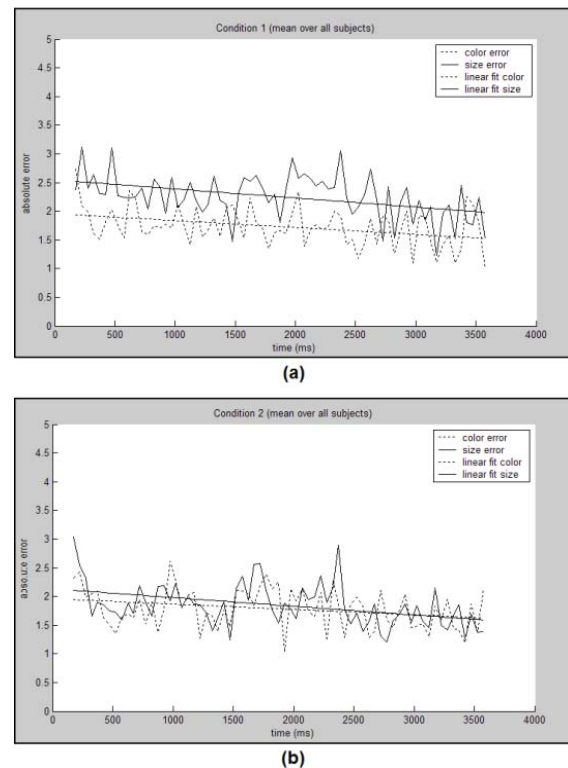 Condition 1 (mean over all subjects)
5
4.5
4
3.5
3
2.5
2
1.5
1
0.5
0
absolute error
color error
size error
linear fit color
linear fit size
0 500 1000 1500 2000 2500 3000 3500 4000
time (ms)
(a)
Condition 2 (mean over all subjects)
5
4.5
4
3.5
3
2.5
2
1.5
1
0.5
0
absolute error
color error
size error
linear fit color
linear fit size
0 500 1000 1500 2000 2500 3000 3500 4000
time (ms)
(b)